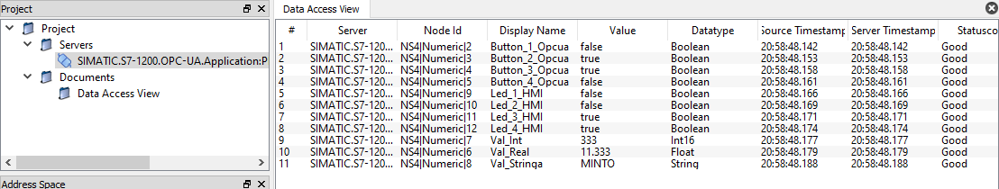 Project
Project
Servers
SIMATIC.S7-1200.OPC-UA.Application:P
Documents
Data Access View
Address Space
Data Access View
# Server Node Id Display Name Value Datatype Source Timestamp Server Timestamp Statusco
1 SIMATIC.S7-120... NS4|Numeric|2 Button_1_Opcua false Boolean 20:58:48.142 20:58:48.142 Good
2 SIMATIC.S7-120... NS4|Numeric|3 Button_2_Opcua true Boolean 20:58:48.153 20:58:48.153 Good
3 SIMATIC.S7-120... NS4|Numeric|4 Button_3_Opcua true Boolean 20:58:48.158 20:58:48.158 Good
4 SIMATIC.S7-120... NS4|Numeric|5 Button_4_Opcua true Boolean 20:58:48.161 20:58:48.161 Good
5 SIMATIC.S7-120... NS4|Numeric|9 Led_1_HMI false Boolean 20:58:48.166 20:58:48.166 Good
6 SIMATIC.S7-120... NS4|Numeric|10 Led_2_HMI false Boolean 20:58:48.169 20:58:48.169 Good
7 SIMATIC.S7-120... NS4|Numeric|11 Led_3_HMI true Boolean 20:58:48.171 20:58:48.171 Good
8 SIMATIC.S7-120... NS4|Numeric|12 Led_4_HMI true Boolean 20:58:48.174 20:58:48.174 Good
9 SIMATIC.S7-120... NS4|Numeric|7 Val_Int 333 Int16 20:58:48.177 20:58:48.177 Good
10 SIMATIC.S7-120... NS4|Numeric|6 Val_Real 11.333 Float 20:58:48.179 20:58:48.179 Good
11 SIMATIC.S7-120... NS4|Numeric|8 Val_Stringa MINTO String 20:58:48.188 20:58:48.188 Good